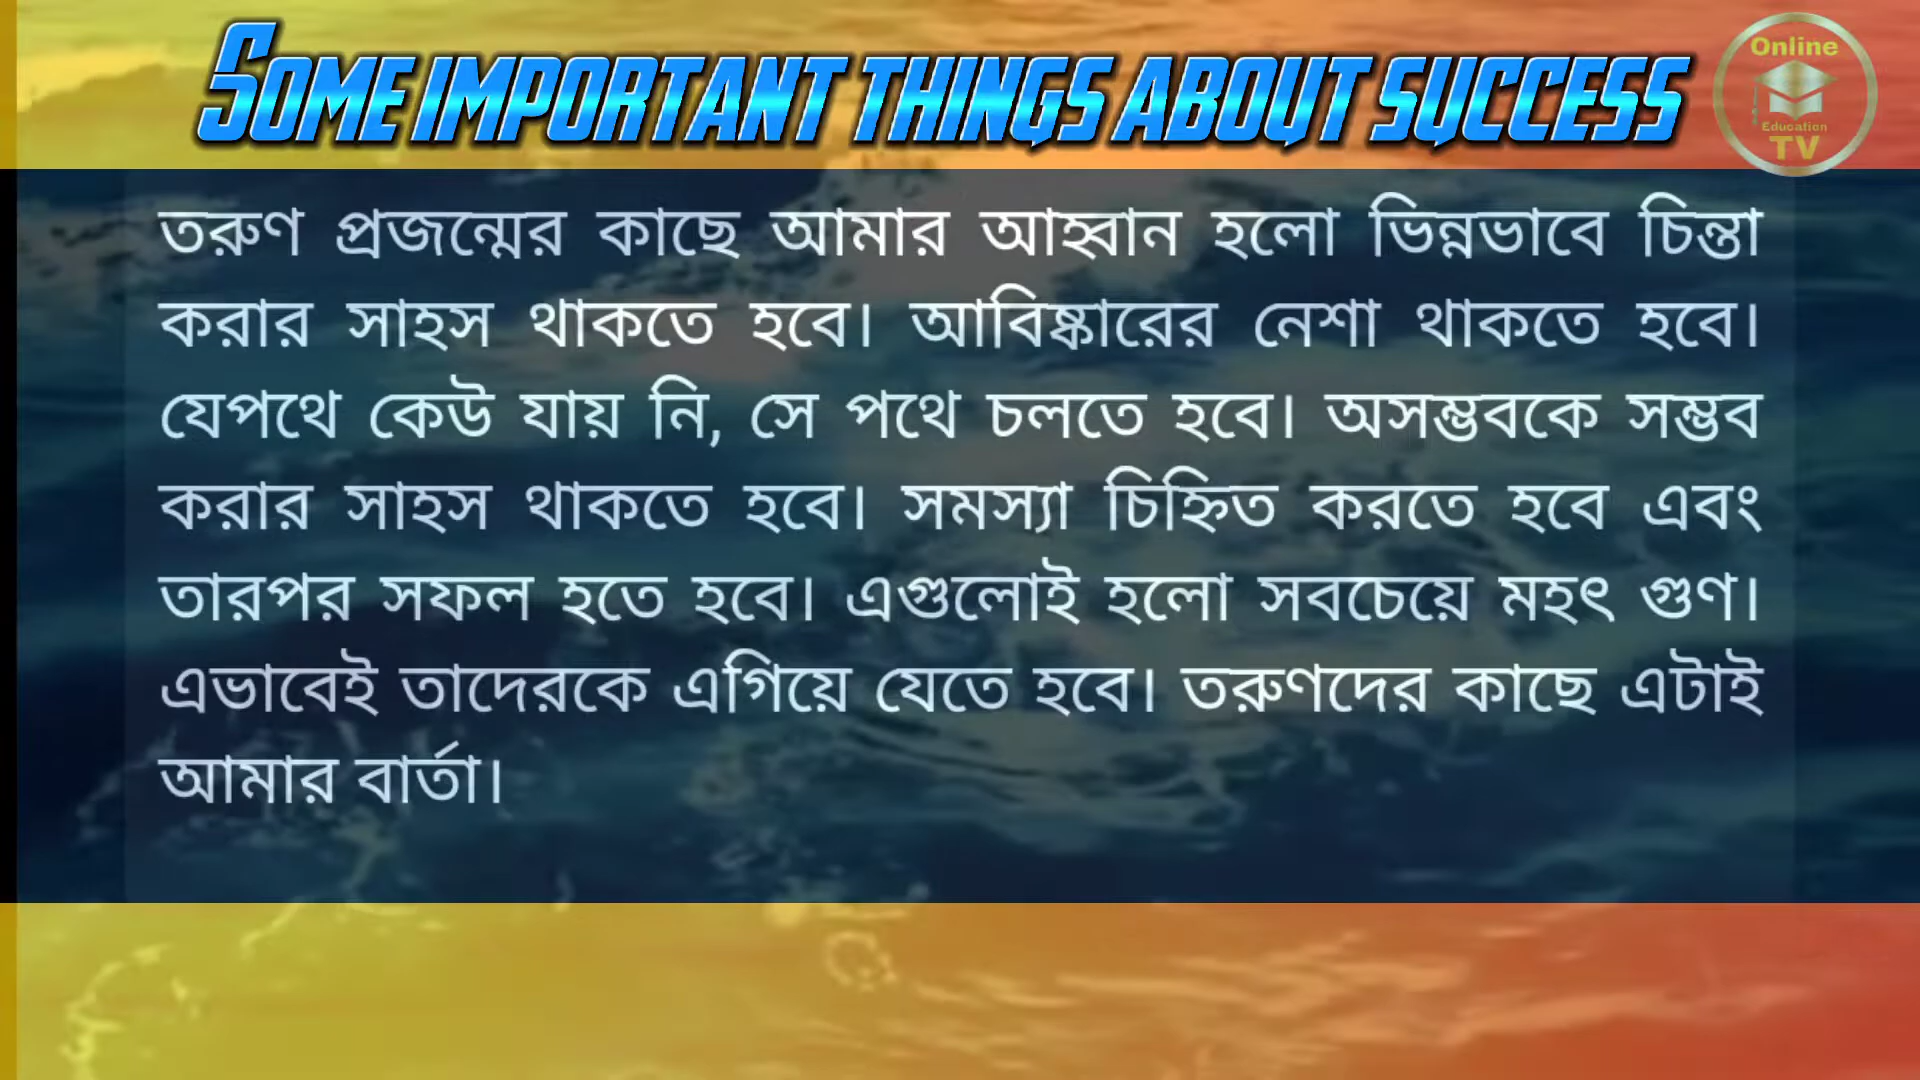 SOME IMPORTANT THINGS ABOUT SUCCESS
Online
Education
TV
তরুণ প্রজন্মের কাছে আমার আহ্বান হলো ভিন্নভাবে চিন্তা
করার সাহস থাকতে হবে। আবিষ্কারের নেশা থাকতে হবে।
যেপথে কেউ যায় নি, সে পথে চলতে হবে। অসম্ভবকে সম্ভব
করার সাহস থাকতে হবে। সমস্যা চিহ্নিত করতে হবে এবং
তারপর সফল হতে হবে। এগুলোই হলো সবচেয়ে মহৎ গুণ।
এভাবেই তাদেরকে এগিয়ে যেতে হবে। তরুণদের কাছে এটাই
আমার বার্তা।